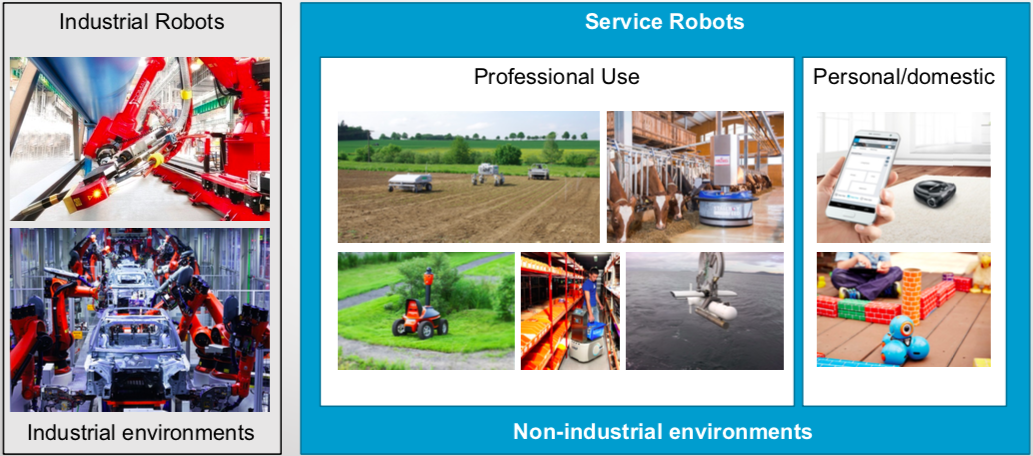 Industrial Robots
Industrial environments
Service Robots
Professional Use
Personal/domestic
Non-industrial environments